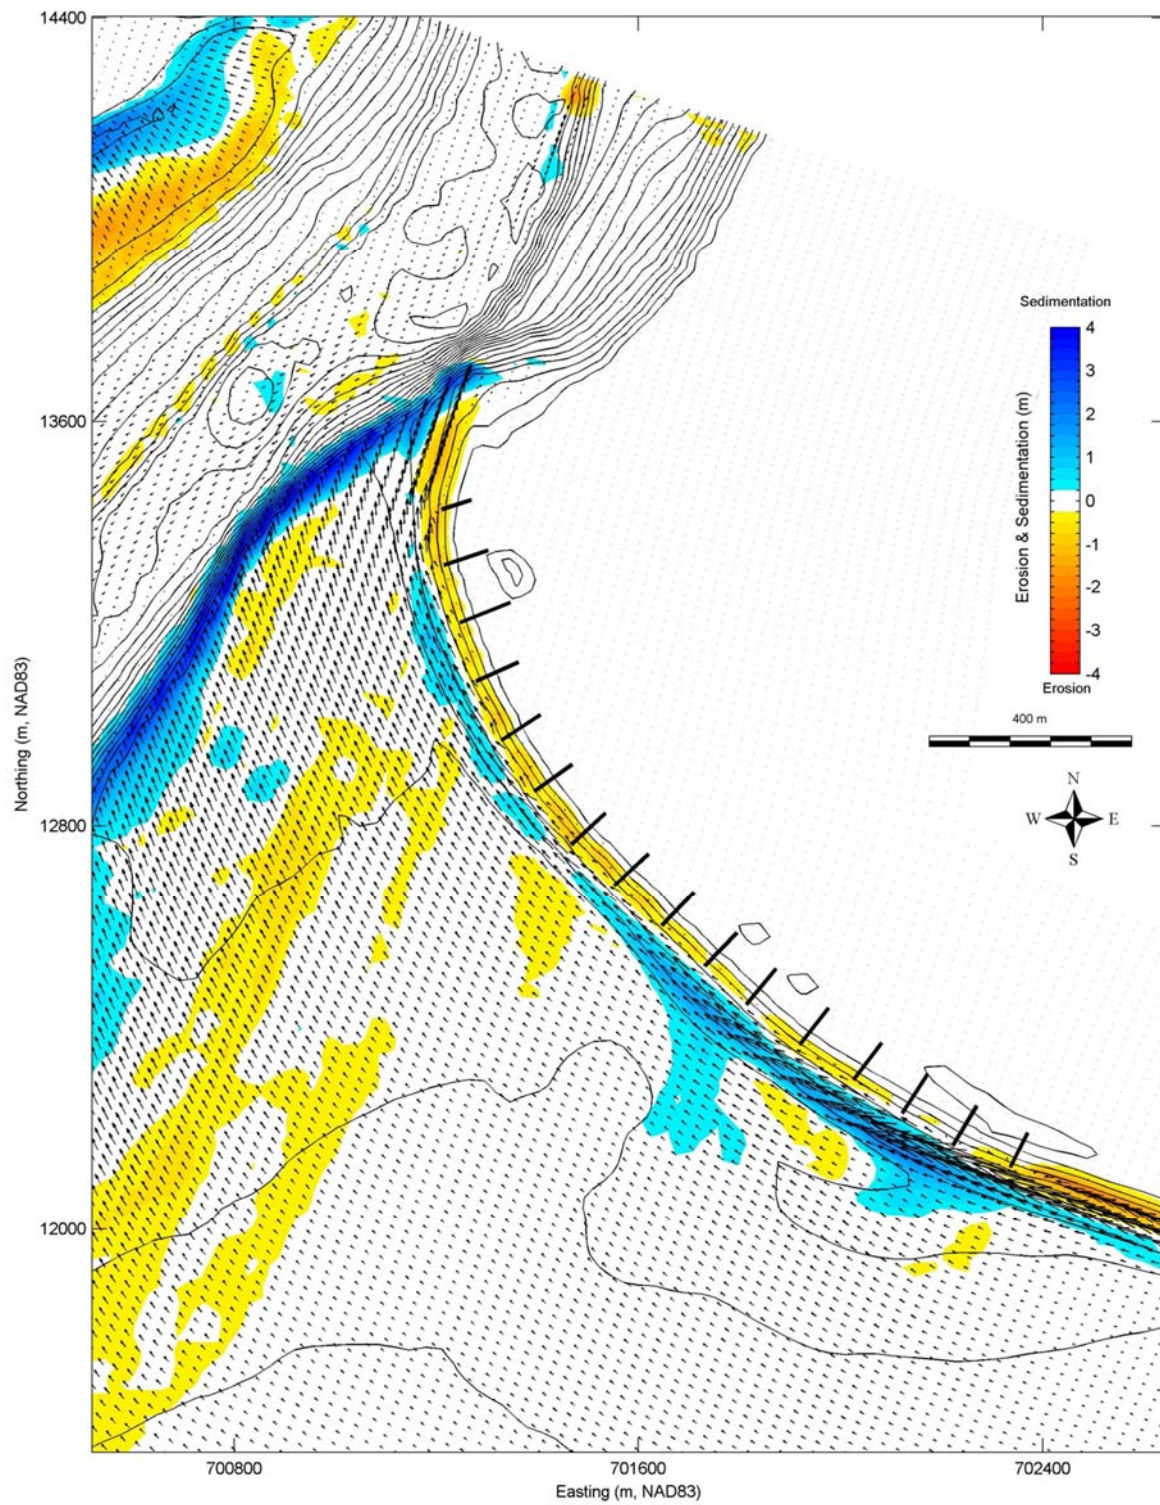 14400
13600
12800
12000
Northing (m, NAD83)
700800
701600
702400
Easting (m, NAD83)
Sedimentation
4
3
2
1
0
-1
-2
-3
-4
Erosion & Sedimentation (m)
Erosion
400 m
N
W E
S